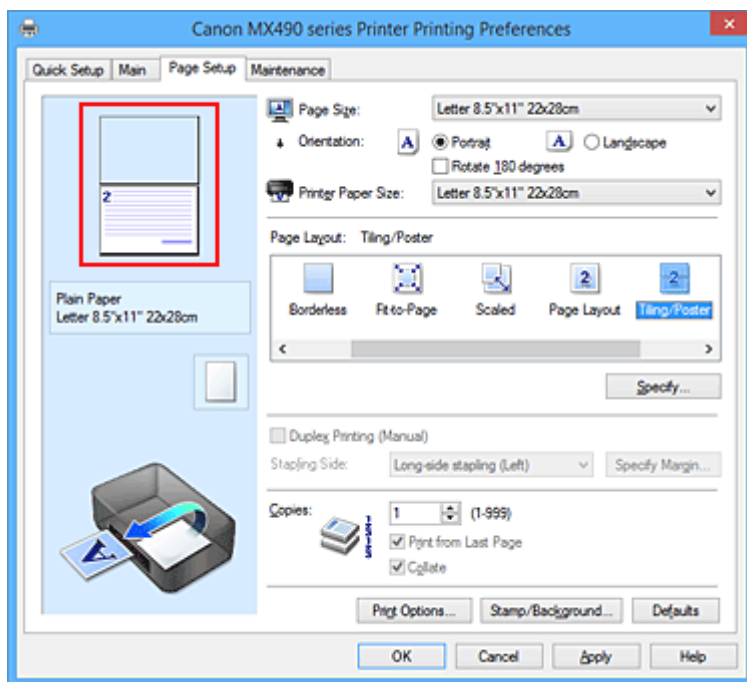 Canon MX490 series Printer Printing Preferences
Quick Setup Main Page Setup Maintenance
2
Plain Paper
Letter 8.5"x11" 22x28cm
Page Size: Letter 8.5"x11" 22x28cm
Orientation: A Portrait A Landscape
Rotate 180 degrees
Printer Paper Size: Letter 8.5"x11" 22x28cm
Page Layout: Tiling/Poster
2 2
Borderless Fit-to-Page Scaled Page Layout Tiling/Poster
Specify...
Duplex Printing (Manual)
Stapling Side: Long-side stapling (Left) Specify Margin...
Copies: 1 (1-999)
Print from Last Page
Collate
A
Print Options... Stamp/Background... Defaults
OK Cancel Apply Help